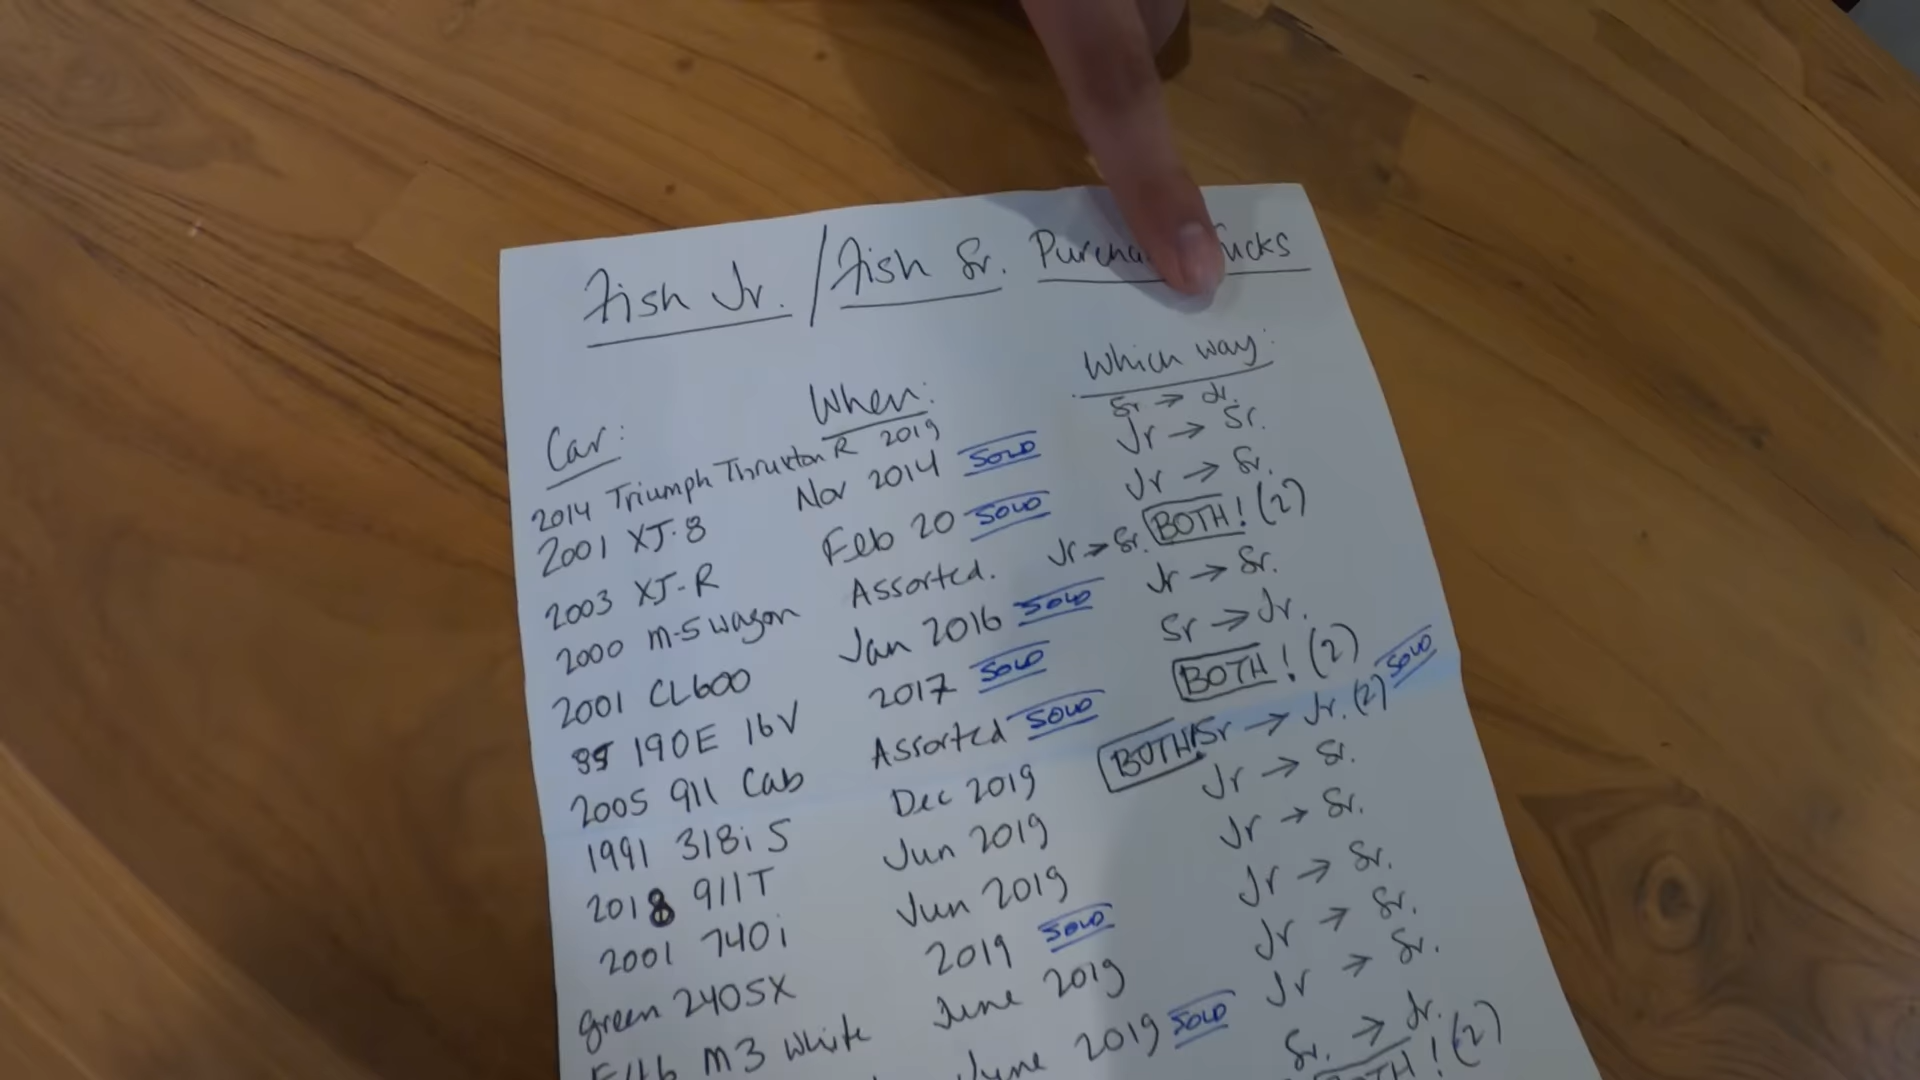 Fish Jr. / Fish Sr. Purcha ucks
Car: When: Which way:
2014 Triumph Thruxton R 2019 Sr → Jr.
2001 XJ-8 Nov 2014 SOLD Jr → Sr.
2003 XJ-R Feb 20 SOLD Jr → Sr.
2000 M-5 wagon Assorted. Jr → Sr. BOTH! (2)
2001 CL600 Jan 2016 SOLD Jr → Sr.
85 190E 16V 2017 SOLD Sr → Jr.
2005 911 Cab Assorted SOLD BOTH! (2)
1991 318i S Dec 2019 BOTH! Sr → Jr. (2) SOLD
2018 911T Jun 2019 Jr → Sr.
2001 740i Jun 2019 Jr → Sr.
green 240SX 2019 SOLD Jr → Sr.
E46 M3 White June 2019 Jr → Sr.
June 2019 SOLD Jr → Sr.
Sr. → Jr.
BOTH! (2)